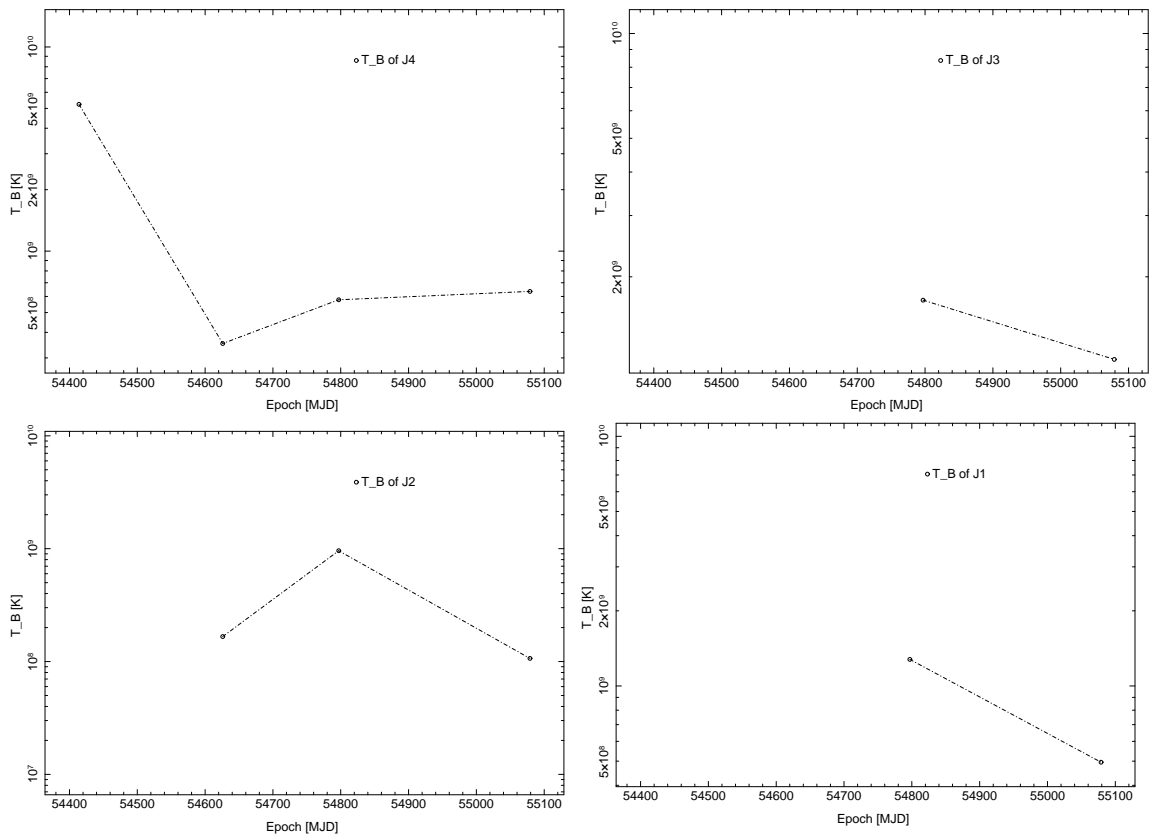 T_B of J4
T_B [K]
10¹⁰
5×10⁹
2×10⁹
10⁹
5×10⁸
54400 54500 54600 54700 54800 54900 55000 55100
Epoch [MJD]
T_B of J3
T_B [K]
10¹⁰
5×10⁹
2×10⁹
54400 54500 54600 54700 54800 54900 55000 55100
Epoch [MJD]
T_B of J2
T_B [K]
10¹⁰
10⁹
10⁸
10⁷
54400 54500 54600 54700 54800 54900 55000 55100
Epoch [MJD]
T_B of J1
T_B [K]
10¹⁰
5×10⁹
2×10⁹
10⁹
5×10⁸
54400 54500 54600 54700 54800 54900 55000 55100
Epoch [MJD]